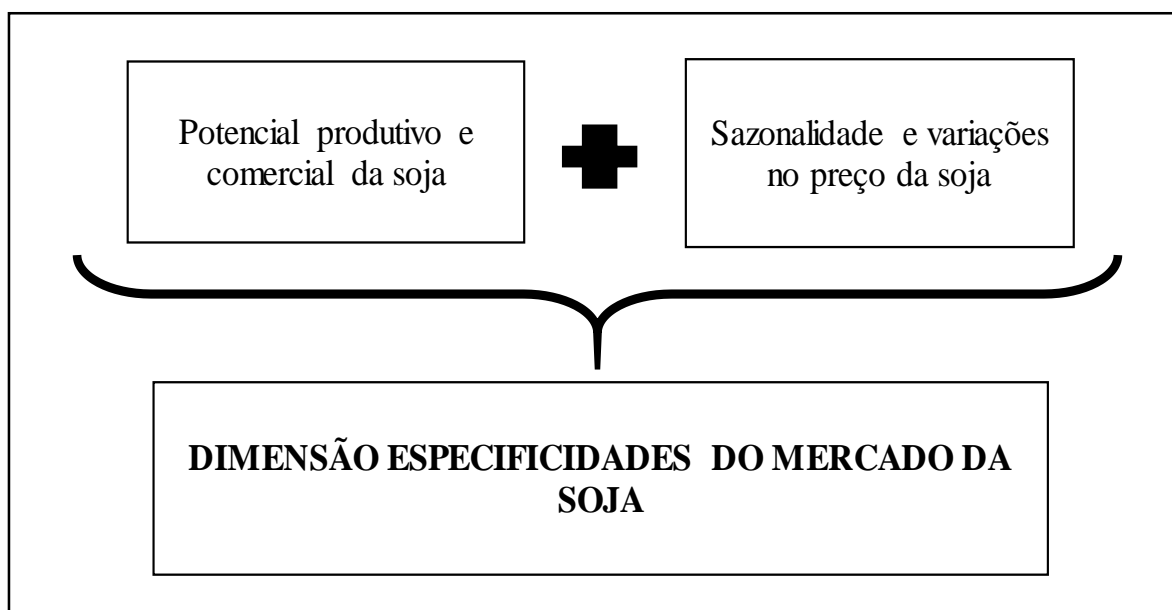 Potencial produtivo e
comercial da soja
Sazonalidade e variações
no preço da soja
DIMENSÃO ESPECIFICIDADES DO MERCADO DA
SOJA